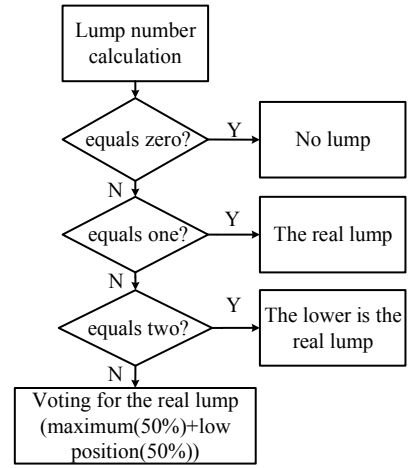 Lump number
calculation
equals zero?
Y
No lump
N
equals one?
Y
The real lump
N
equals two?
Y
The lower is the
real lump
N
Voting for the real lump
(maximum(50%)+low
position(50%))